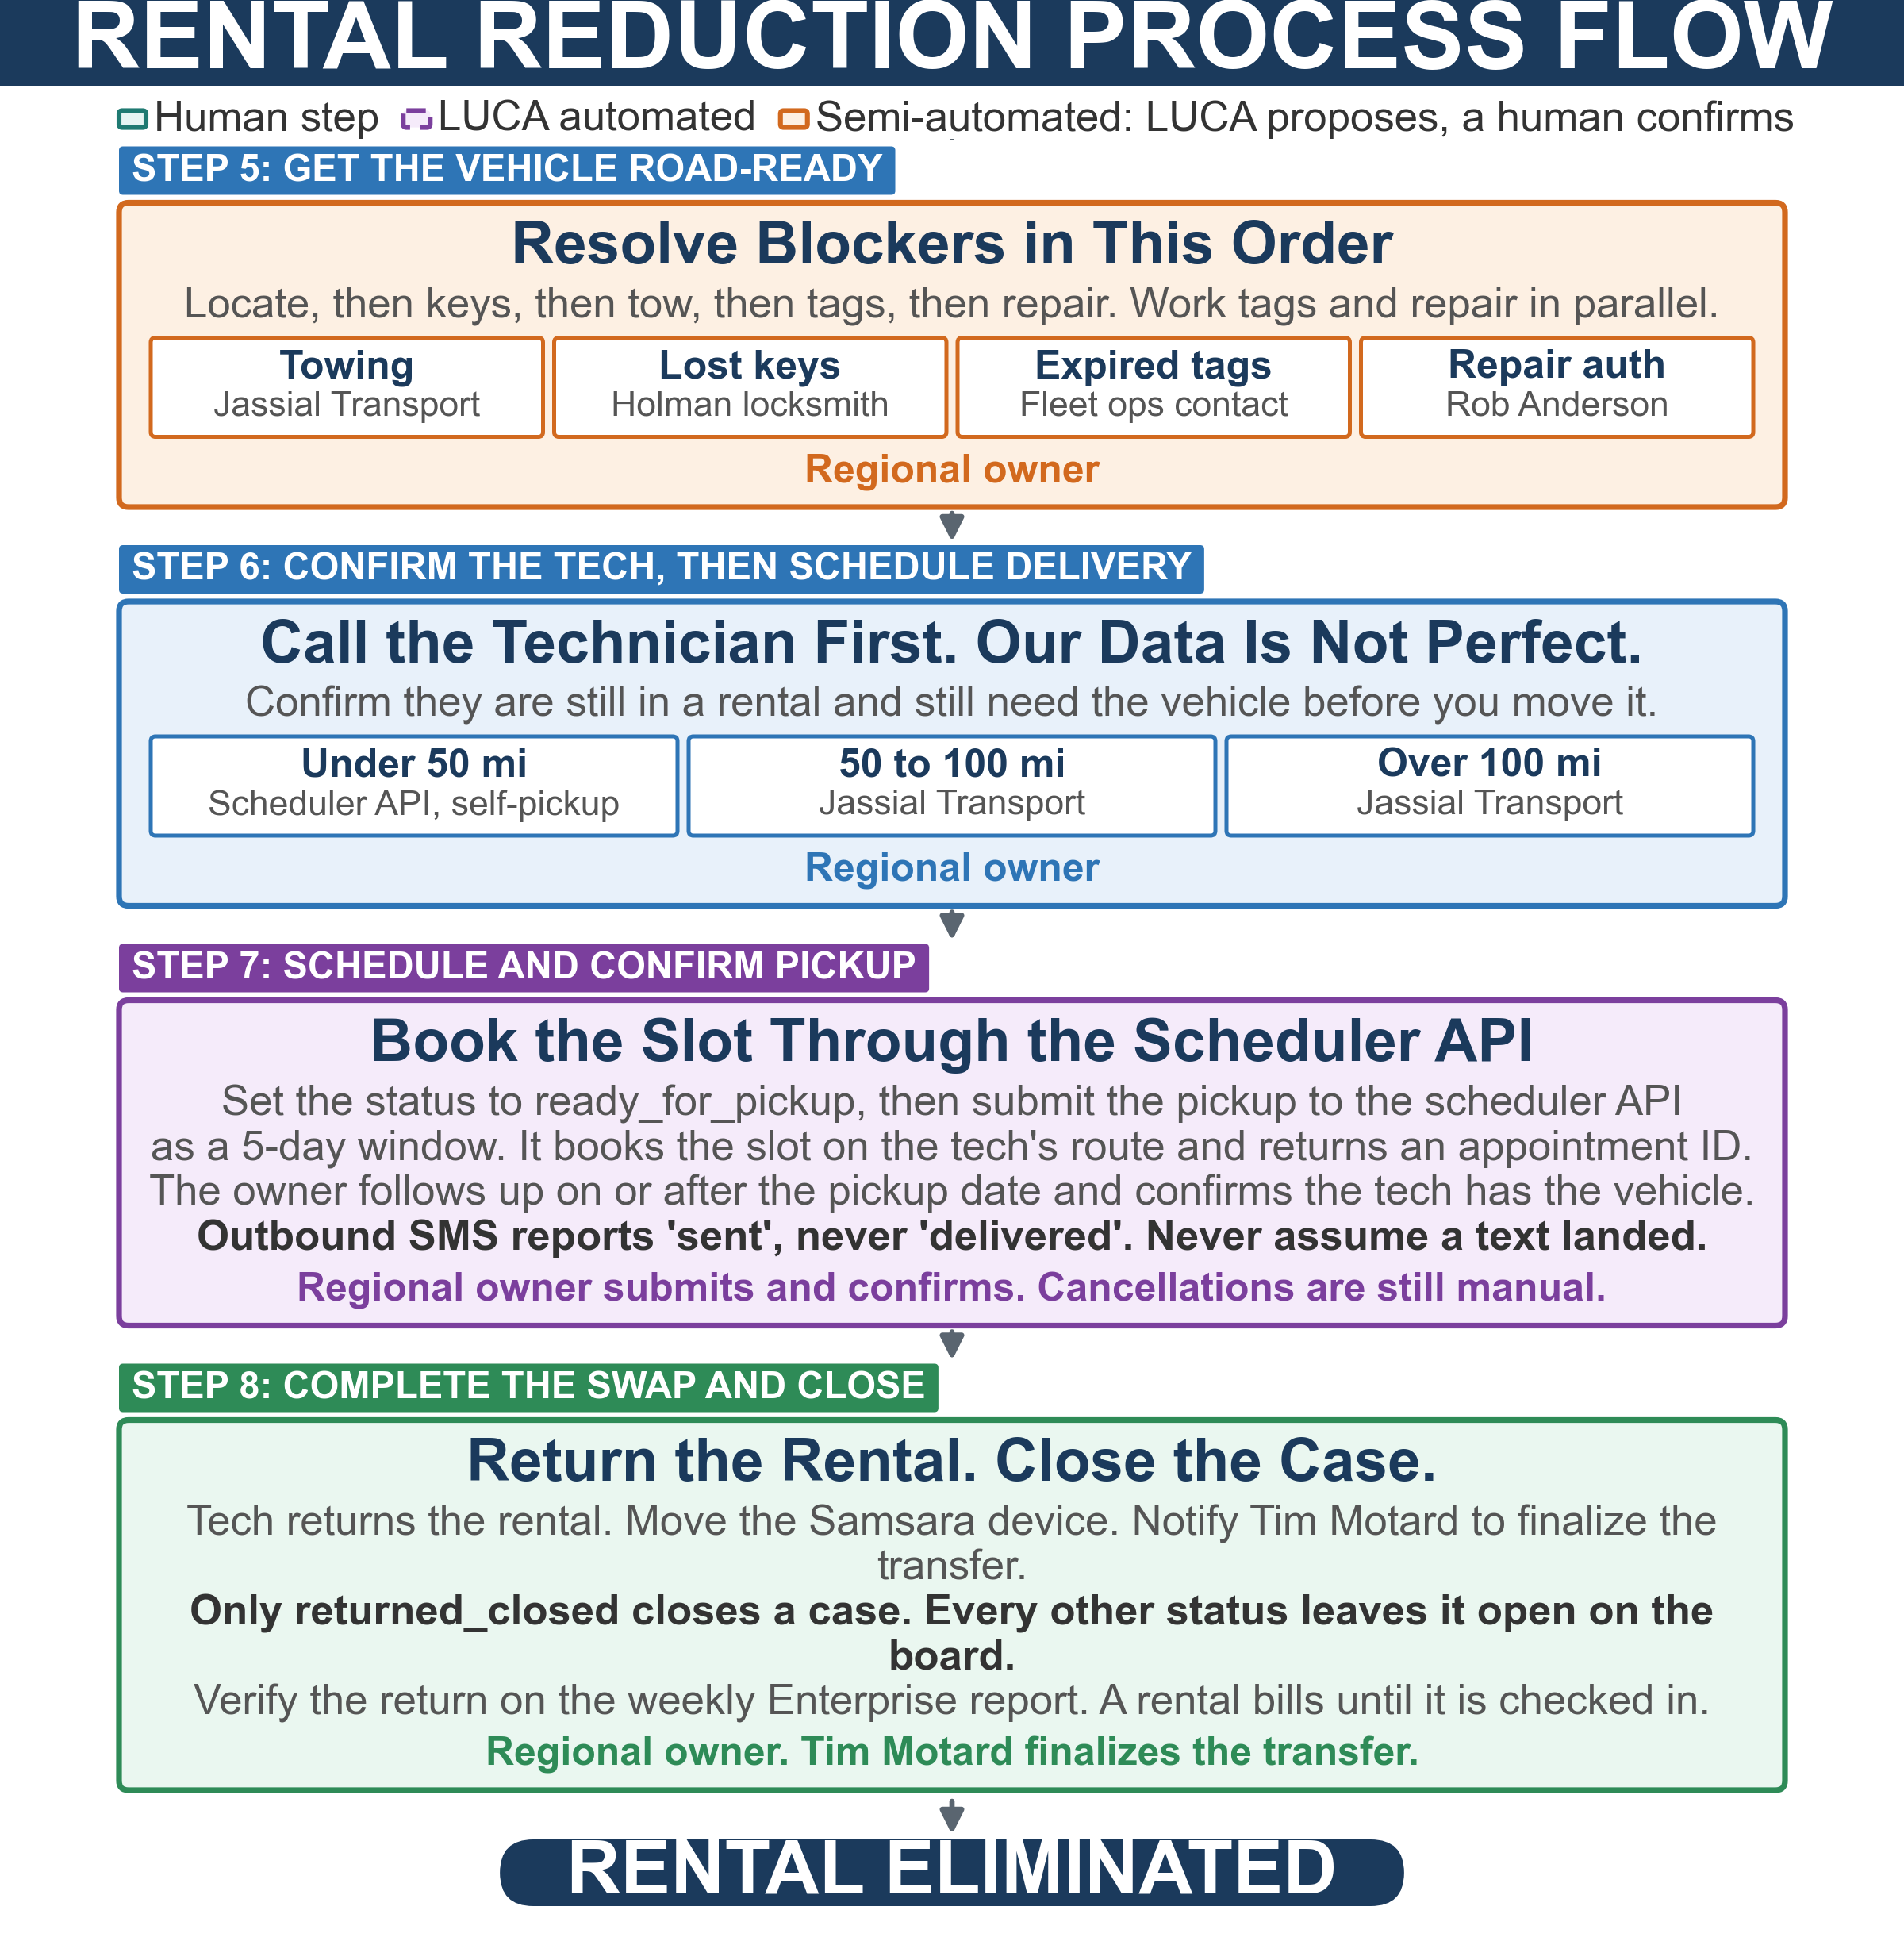 RENTAL REDUCTION PROCESS FLOW
Human step LUCA automated Semi-automated: LUCA proposes, a human confirms
STEP 5: GET THE VEHICLE ROAD-READY
Resolve Blockers in This Order
Locate, then keys, then tow, then tags, then repair. Work tags and repair in parallel.
Towing
Jassial Transport
Lost keys
Holman locksmith
Expired tags
Fleet ops contact
Repair auth
Rob Anderson
Regional owner
STEP 6: CONFIRM THE TECH, THEN SCHEDULE DELIVERY
Call the Technician First. Our Data Is Not Perfect.
Confirm they are still in a rental and still need the vehicle before you move it.
Under 50 mi
Scheduler API, self-pickup
50 to 100 mi
Jassial Transport
Over 100 mi
Jassial Transport
Regional owner
STEP 7: SCHEDULE AND CONFIRM PICKUP
Book the Slot Through the Scheduler API
Set the status to ready_for_pickup, then submit the pickup to the scheduler API
as a 5-day window. It books the slot on the tech's route and returns an appointment ID.
The owner follows up on or after the pickup date and confirms the tech has the vehicle.
Outbound SMS reports 'sent', never 'delivered'. Never assume a text landed.
Regional owner submits and confirms. Cancellations are still manual.
STEP 8: COMPLETE THE SWAP AND CLOSE
Return the Rental. Close the Case.
Tech returns the rental. Move the Samsara device. Notify Tim Motard to finalize the
transfer.
Only returned_closed closes a case. Every other status leaves it open on the
board.
Verify the return on the weekly Enterprise report. A rental bills until it is checked in.
Regional owner. Tim Motard finalizes the transfer.
RENTAL ELIMINATED